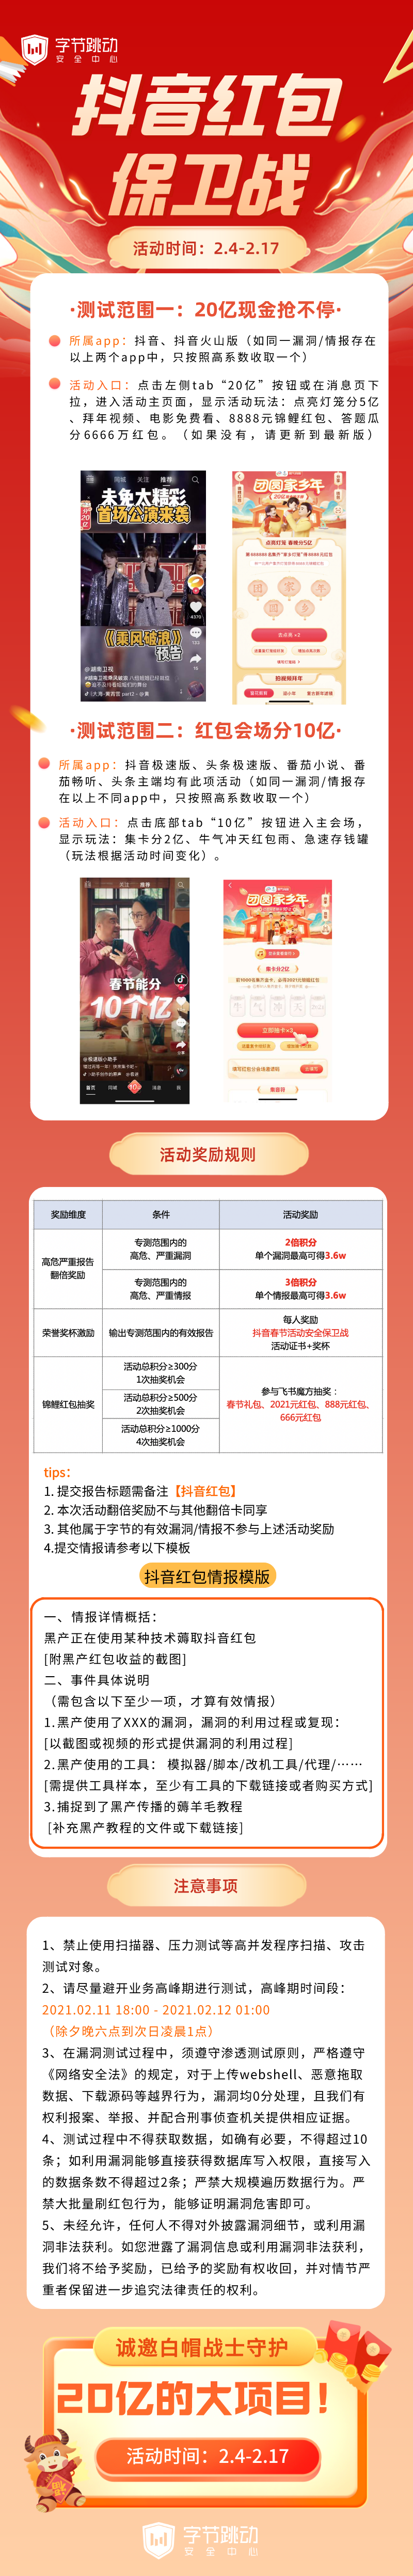 字节跳动
安全中心
抖音红包
保卫战
活动时间：2.4-2.17
·测试范围一：20亿现金抢不停·
所属app：抖音、抖音火山版（如同一漏洞/情报存在
以上两个app中，只按照高系数收取一个）
活动入口：点击左侧tab“20亿”按钮或在消息页下
拉，进入活动主页面，显示活动玩法：点亮灯笼分5亿
、拜年视频、电影免费看、8888元锦鲤红包、答题瓜
分6666万红包。（如果没有，请更新到最新版）
同城 关注 推荐
未免太精彩
首场公演来袭
《乘风破浪》
预告
@湖南卫视
团圆家乡年
点亮灯笼 春晚分5亿
去点亮 ×2
拍视频拜年
·测试范围二：红包会场分10亿·
所属app：抖音极速版、头条极速版、番茄小说、番
茄畅听、头条主端均有此项活动（如同一漏洞/情报存
在以上不同app中，只按照高系数收取一个）
活动入口：点击底部tab“10亿”按钮进入主会场，
显示玩法：集卡分2亿、牛气冲天红包雨、急速存钱罐
（玩法根据活动时间变化）。
春节能分
10个亿
@极速版小助手
首页 同城 消息 我
团圆家乡年
集卡分2亿
立即抽卡×3
活动奖励规则
奖励维度 条件 活动奖励
高危严重报告
翻倍奖励
专测范围内的
高危、严重漏洞
2倍积分
单个漏洞最高可得3.6w
专测范围内的
高危、严重情报
3倍积分
单个情报最高可得3.6w
荣誉奖杯激励 输出专测范围内的有效报告
每人奖励
抖音春节活动安全保卫战
活动证书+奖杯
锦鲤红包抽奖
活动总积分≥300分
1次抽奖机会
活动总积分≥500分
2次抽奖机会
活动总积分≥1000分
4次抽奖机会
参与飞书魔方抽奖：
春节礼包、2021元红包、888元红包、
666元红包
tips：
1. 提交报告标题需备注【抖音红包】
2. 本次活动翻倍奖励不与其他翻倍卡同享
3. 其他属于字节的有效漏洞/情报不参与上述活动奖励
4.提交情报请参考以下模板
抖音红包情报模版
一、情报详情概括：
黑产正在使用某种技术薅取抖音红包
[附黑产红包收益的截图]
二、事件具体说明
（需包含以下至少一项，才算有效情报）
1.黑产使用了XXX的漏洞，漏洞的利用过程或复现：
[以截图或视频的形式提供漏洞的利用过程]
2.黑产使用的工具： 模拟器/脚本/改机工具/代理/……
[需提供工具样本，至少有工具的下载链接或者购买方式]
3.捕捉到了黑产传播的薅羊毛教程
[补充黑产教程的文件或下载链接]
注意事项
1、禁止使用扫描器、压力测试等高并发程序扫描、攻击
测试对象。
2、请尽量避开业务高峰期进行测试，高峰期时间段：
2021.02.11 18:00 - 2021.02.12 01:00
（除夕晚六点到次日凌晨1点）
3、在漏洞测试过程中，须遵守渗透测试原则，严格遵守
《网络安全法》的规定，对于上传webshell、恶意拖取
数据、下载源码等越界行为，漏洞均0分处理，且我们有
权利报案、举报、并配合刑事侦查机关提供相应证据。
4、测试过程中不得获取数据，如确有必要，不得超过10
条；如利用漏洞能够直接获得数据库写入权限，直接写入
的数据条数不得超过2条；严禁大规模遍历数据行为。严
禁大批量刷红包行为，能够证明漏洞危害即可。
5、未经允许，任何人不得对外披露漏洞细节，或利用漏
洞非法获利。如您泄露了漏洞信息或利用漏洞非法获利，
我们将不给予奖励，已给予的奖励有权收回，并对情节严
重者保留进一步追究法律责任的权利。
诚邀白帽战士守护
20亿的大项目！
活动时间：2.4-2.17
字节跳动
安全中心